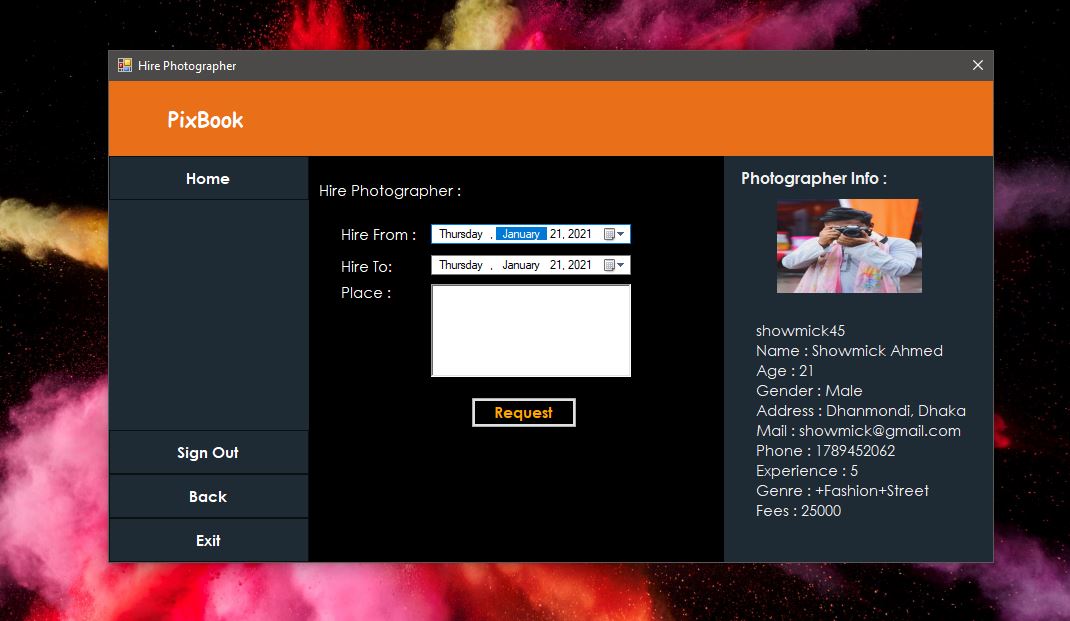 Hire Photographer
PixBook
Home
Sign Out
Back
Exit
Hire Photographer :
Hire From : Thursday , January 21, 2021
Hire To: Thursday , January 21, 2021
Place :
Request
Photographer Info :
showmick45
Name : Showmick Ahmed
Age : 21
Gender : Male
Address : Dhanmondi, Dhaka
Mail : showmick@gmail.com
Phone : 1789452062
Experience : 5
Genre : +Fashion+Street
Fees : 25000